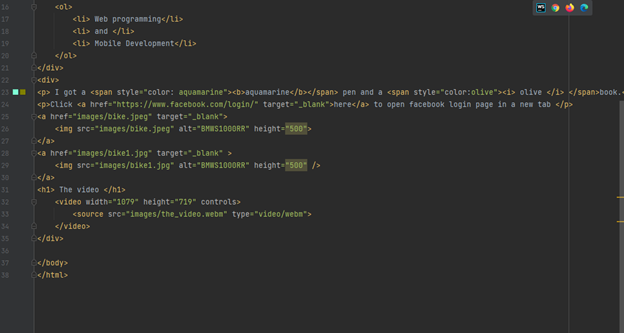 16 <ol>
17 <li> Web programming</li>
18 <li> and </li>
19 <li> Mobile Development</li>
20 </ol>
21 </div>
22 <div>
23 <p> I got a <span style="color: aquamarine"><b>aquamarine</b></span> pen and a <span style="color:olive"><i> olive </i> </span>book.<
24 <p>Click <a href="https://www.facebook.com/login/" target="_blank">here</a> to open facebook login page in a new tab </p>
25 <a href="images/bike.jpeg" target="_blank">
26 <img src="images/bike.jpeg" alt="BMWS1000RR" height="500">
27 </a>
28 <a href="images/bike1.jpg" target="_blank" >
29 <img src="images/bike1.jpg" alt="BMWS1000RR" height="500" />
30 </a>
31 <h1> The video </h1>
32 <video width="1079" height="719" controls>
33 <source src="images/the_video.webm" type="video/webm">
34 </video>
35 </div>
36
37 </body>
38 </html>
WS